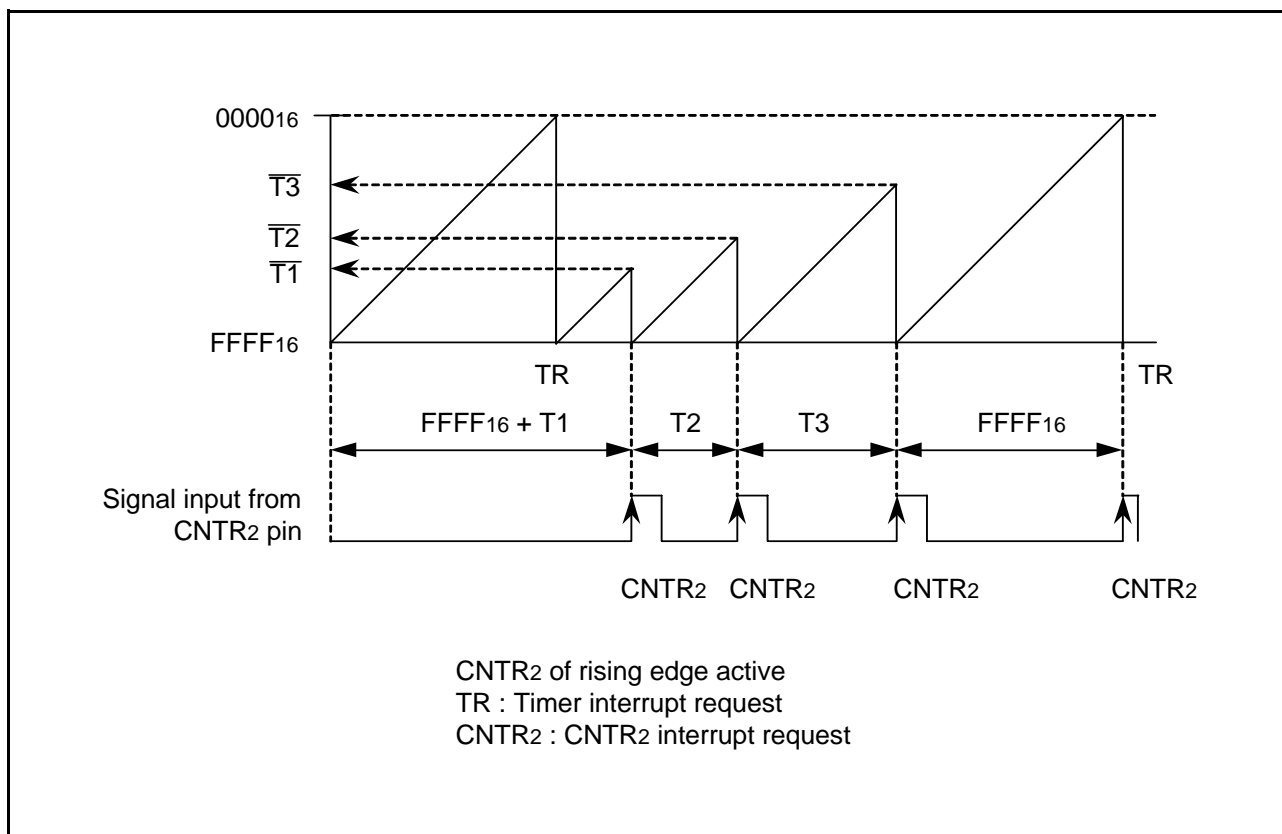 000016
T3
T2
T1
FFFF16
TR
TR
FFFF16 + T1
T2
T3
FFFF16
Signal input from
CNTR2 pin
CNTR2
CNTR2
CNTR2
CNTR2
CNTR2 of rising edge active
TR : Timer interrupt request
CNTR2 : CNTR2 interrupt request